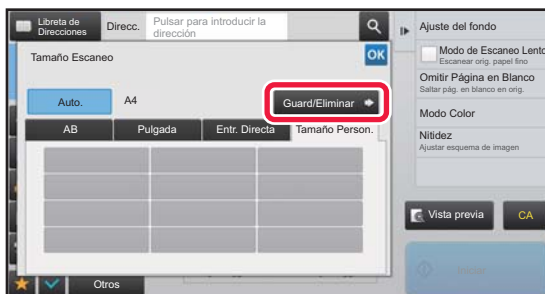 Libreta de
Direcciones
Direcc.
Pulsar para introducir la
dirección
Tamaño Escaneo
OK
Auto.
A4
Guard/Eliminar
AB
Pulgada
Entr. Directa
Tamaño Person.
Otros
Ajuste del fondo
Modo de Escaneo Lento
Escanear orig. papel fino
Omitir Página en Blanco
Saltar pág. en blanco en orig.
Modo Color
Nitidez
Ajustar esquema de imagen
Vista previa
CA